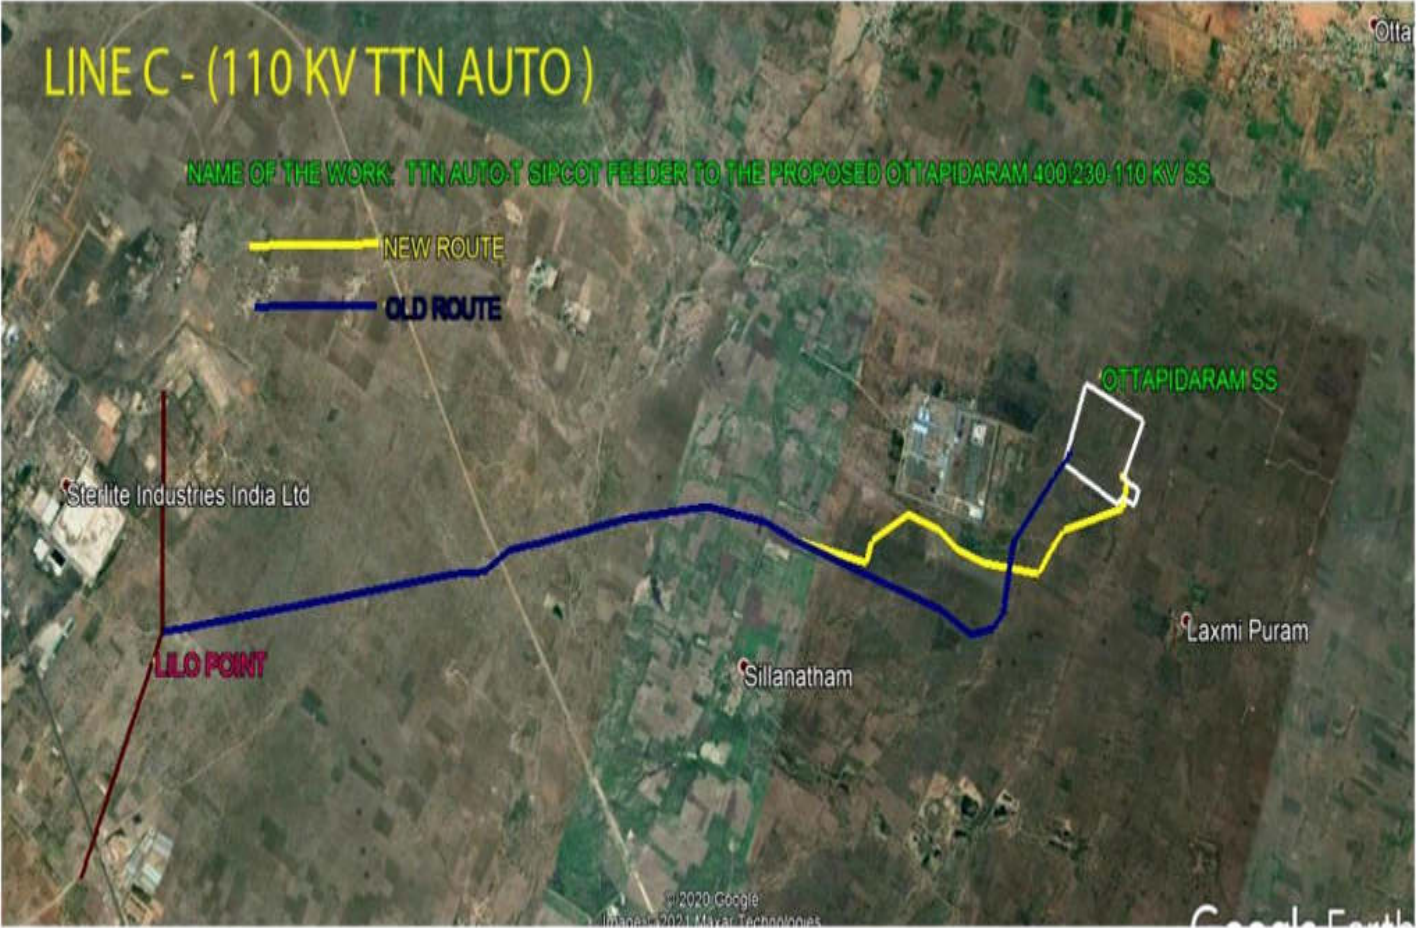 LINE C - (110 KV TTN AUTO )
Otta
NAME OF THE WORK: TTN AUTO-T SIPCOT FEEDER TO THE PROPOSED OTTAPIDARAM 400/230-110 KV SS
NEW ROUTE
OLD ROUTE
OTTAPIDARAM SS
Sterlite Industries India Ltd
LILO POINT
Laxmi Puram
Sillanatham
© 2020 Google
Image © 2021 Maxar Technologies
Google Earth